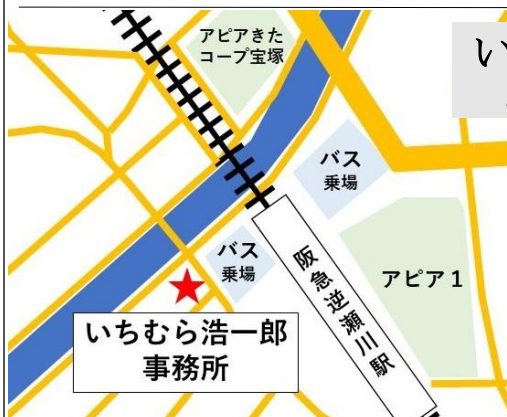 アピアきた
コープ宝塚
い
バス
乗場
バス
乗場
阪急逆瀬川駅
アピア１
いちむら浩一郎
事務所